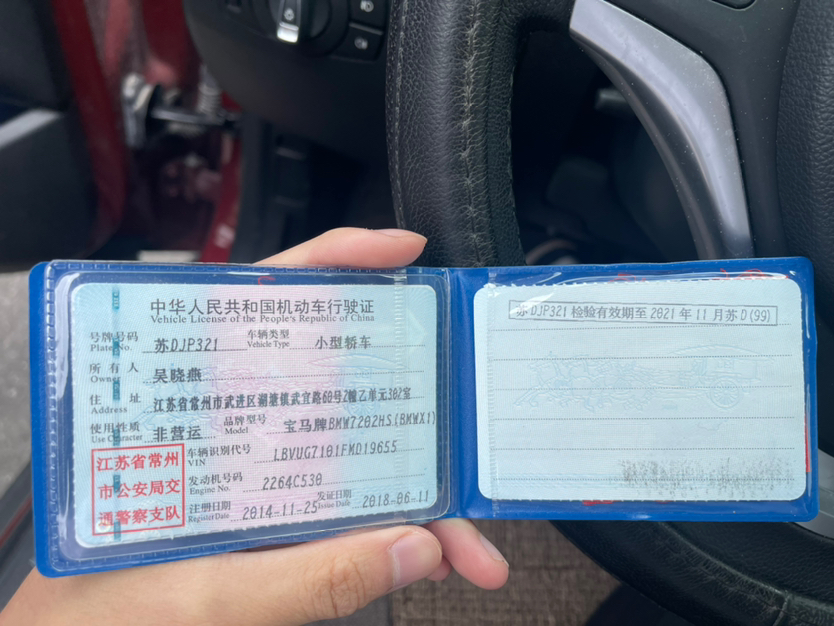 中华人民共和国机动车行驶证
Vehicle License of the People's Republic of China
号牌号码 苏DJP321 车辆类型 小型轿车
Plate No. Vehicle Type
所有人 吴晓燕
Owner
住址 江苏省常州市武进区湖塘镇武宜路60号2幢乙单元302室
Address
使用性质 非营运 品牌型号 宝马牌BMW7202HS(BMWX1)
Use Character Model
车辆识别代号 LBVUG7101FMD19655
VIN
发动机号码 2264C530
Engine No.
注册日期 2014-11-25 发证日期 2018-06-11
Register Date Issue Date
江苏省常州
市公安局交
通警察支队
苏DJP321 检验有效期至 2021 年 11 月苏D(99)